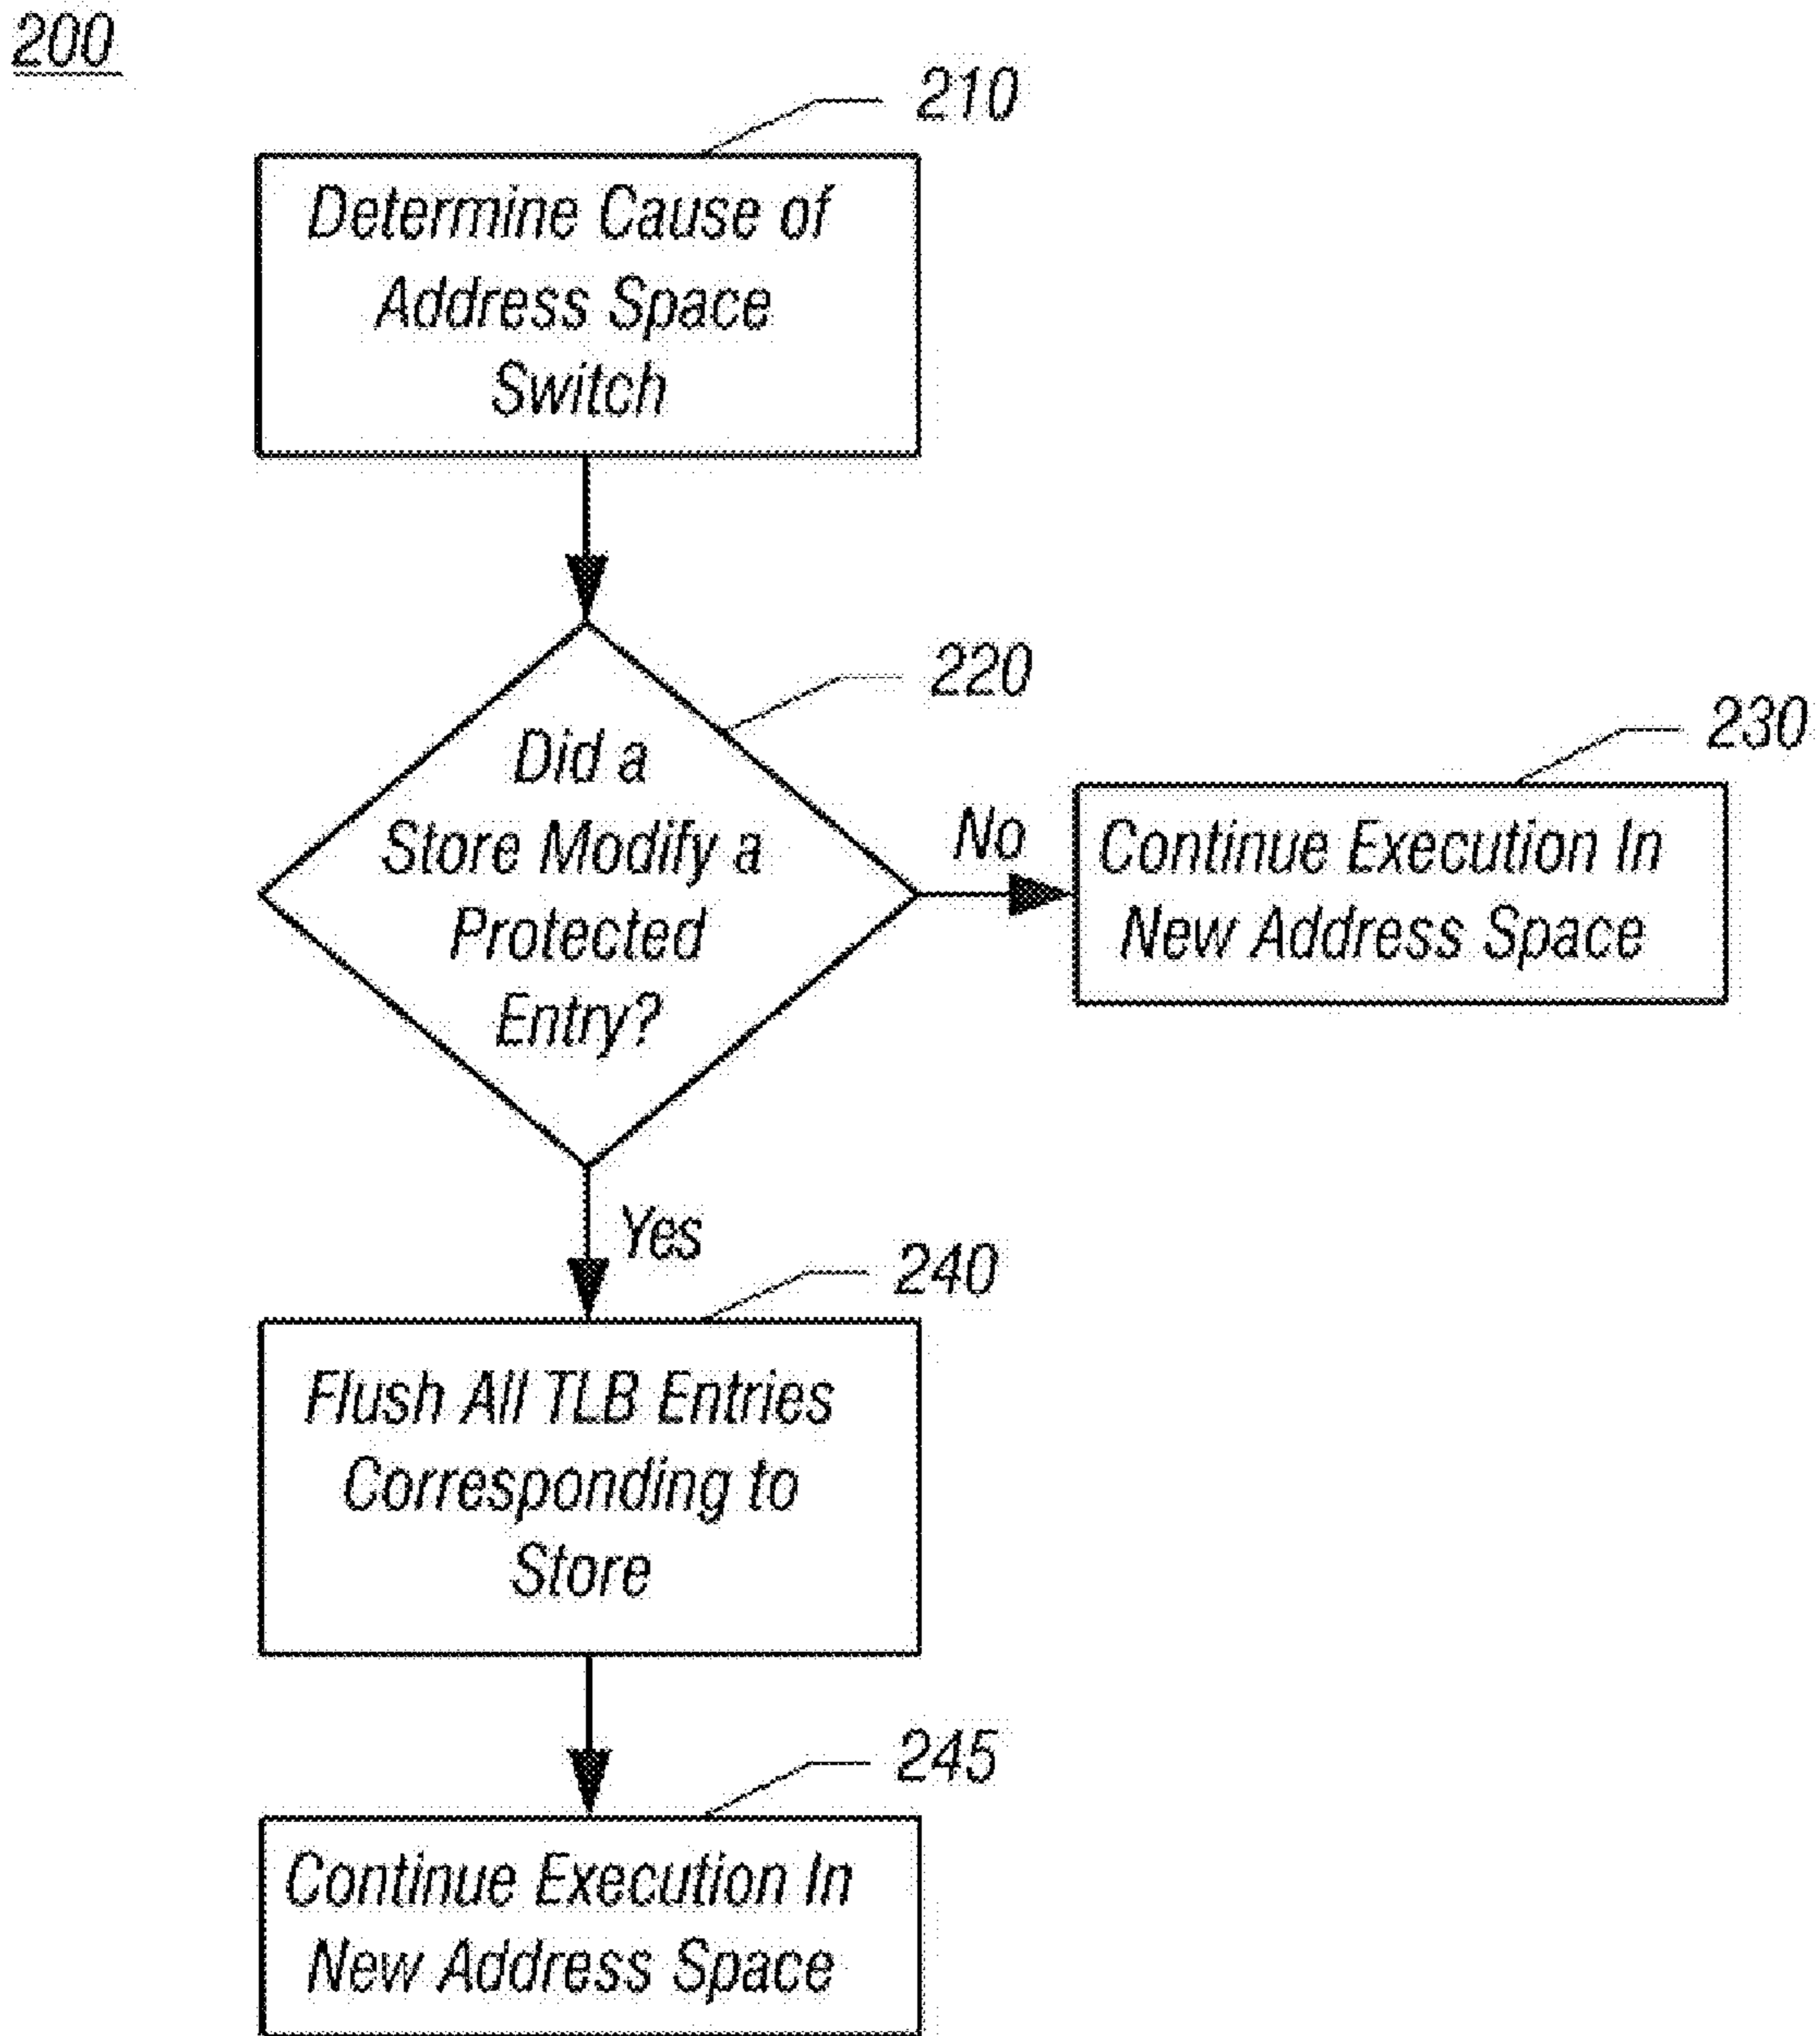 200
210
Determine Cause of
Address Space
Switch
220
Did a
Store Modify a
Protected
Entry?
No
230
Continue Execution In
New Address Space
Yes
240
Flush All TLB Entries
Corresponding to
Store
245
Continue Execution In
New Address Space